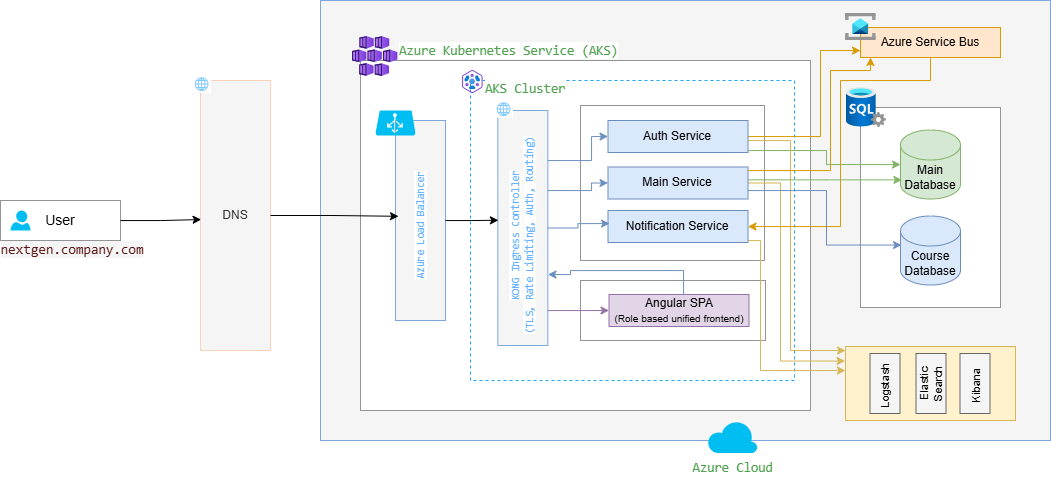 Azure Kubernetes Service (AKS)
Azure Service Bus
AKS Cluster
SQL
Auth Service
Main Service
Notification Service
Main
Database
Course
Database
User
nextgen.company.com
DNS
Azure Load Balancer
KONG Ingress Controller
(TLS, Rate Limiting, Auth, Routing)
Angular SPA
(Role based unified frontend)
Logstash
Elastic
Search
Kibana
Azure Cloud